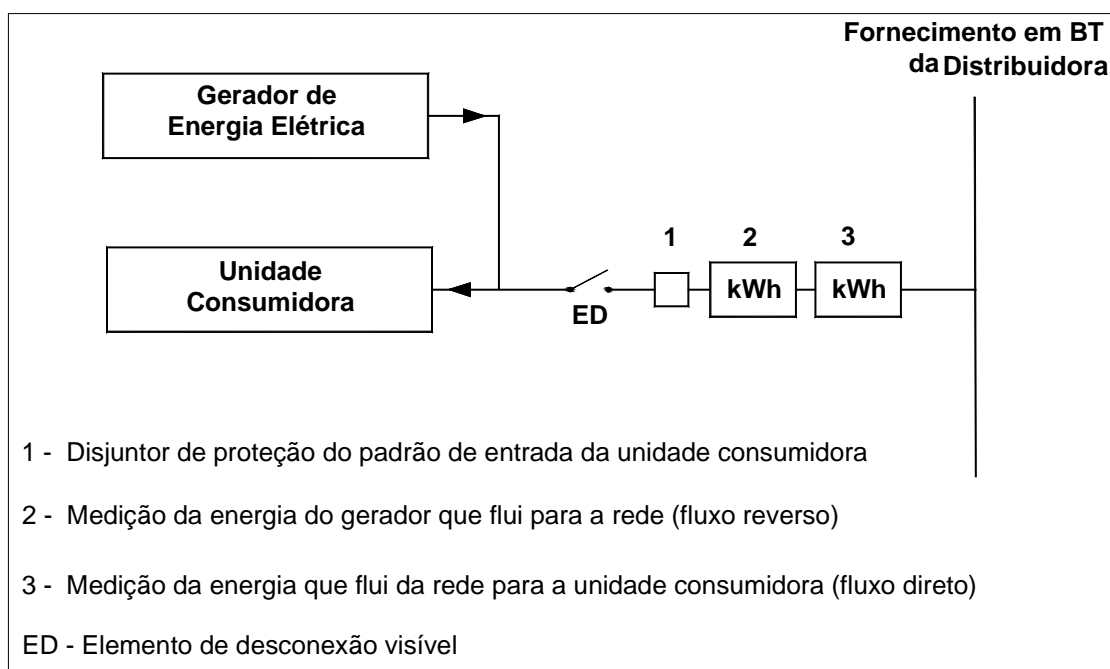 Fornecimento em BT
da Distribuidora
Gerador de
Energia Elétrica
Unidade
Consumidora
1 2 3
kWh kWh
ED
1 - Disjuntor de proteção do padrão de entrada da unidade consumidora
2 - Medição da energia do gerador que flui para a rede (fluxo reverso)
3 - Medição da energia que flui da rede para a unidade consumidora (fluxo direto)
ED - Elemento de desconexão visível